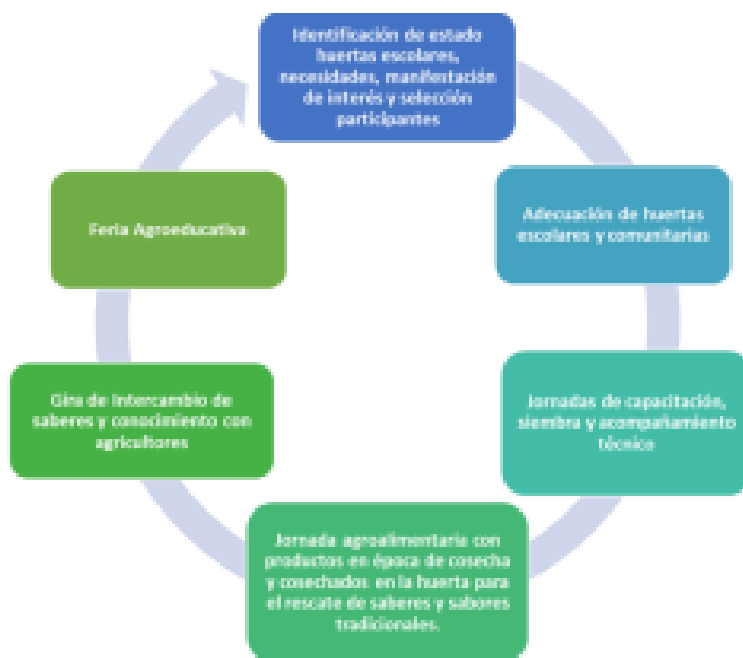 Identificación de estado
huertas escolares,
necesidades, manifestación
de interés y selección
participantes
Adecuación de huertas
escolares y comunitarias
Jornadas de capacitación,
siembra y acompañamiento
técnico
Jornada agroalimentaria con
productos en época de cosecha
y cosechados en la huerta para
el rescate de saberes y sabores
tradicionales.
Gira de Intercambio de
saberes y conocimiento con
agricultores
Feria Agroeducativa